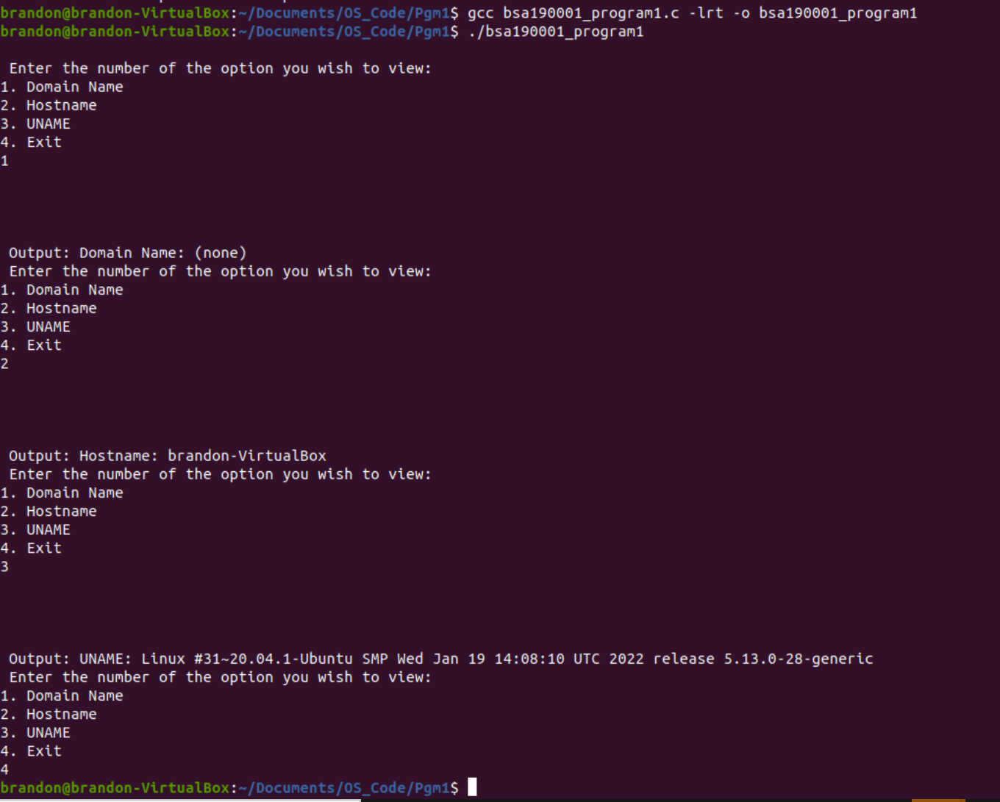 brandon@brandon-VirtualBox:~/Documents/OS_Code/Pgm1$ gcc bsa190001_program1.c -lrt -o bsa190001_program1
brandon@brandon-VirtualBox:~/Documents/OS_Code/Pgm1$ ./bsa190001_program1
Enter the number of the option you wish to view:
1. Domain Name
2. Hostname
3. UNAME
4. Exit
1
Output: Domain Name: (none)
Enter the number of the option you wish to view:
1. Domain Name
2. Hostname
3. UNAME
4. Exit
2
Output: Hostname: brandon-VirtualBox
Enter the number of the option you wish to view:
1. Domain Name
2. Hostname
3. UNAME
4. Exit
3
Output: UNAME: Linux #31~20.04.1-Ubuntu SMP Wed Jan 19 14:08:10 UTC 2022 release 5.13.0-28-generic
Enter the number of the option you wish to view:
1. Domain Name
2. Hostname
3. UNAME
4. Exit
4
brandon@brandon-VirtualBox:~/Documents/OS_Code/Pgm1$